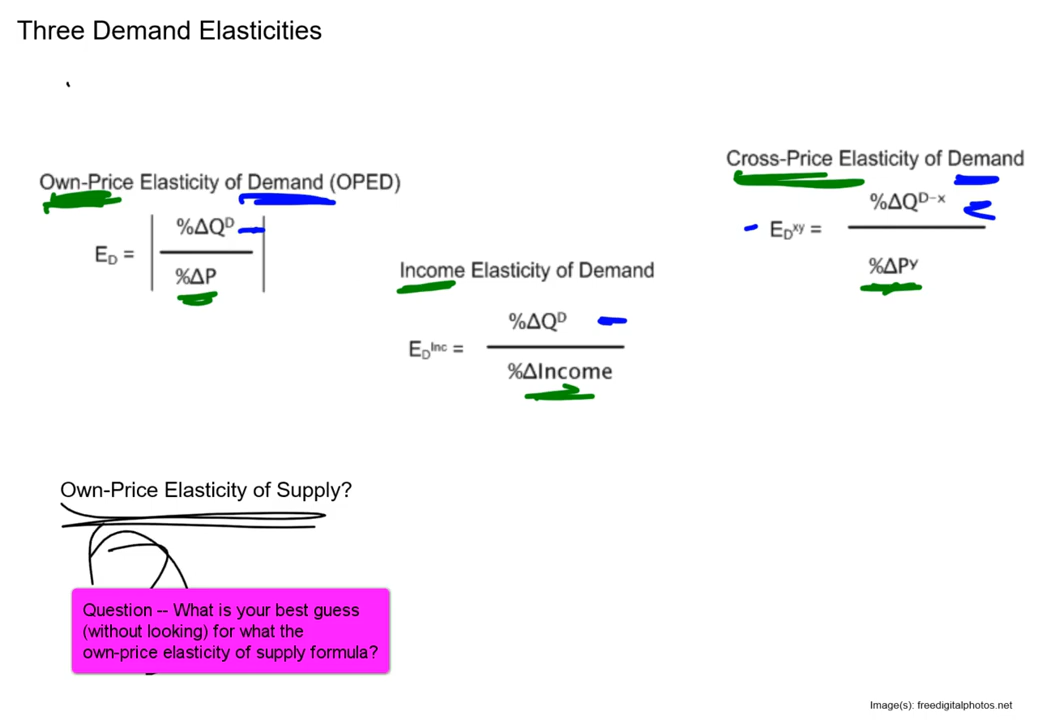 Three Demand Elasticities
Own-Price Elasticity of Demand (OPED)
%ΔQᴰ
E_D =
%ΔP
Income Elasticity of Demand
%ΔQᴰ
E_D^Inc =
%ΔIncome
Cross-Price Elasticity of Demand
%ΔQ^D-x
E_D^xy =
%ΔP^y
Own-Price Elasticity of Supply?
Question -- What is your best guess
(without looking) for what the
own-price elasticity of supply formula?
Image(s): freedigitalphotos.net